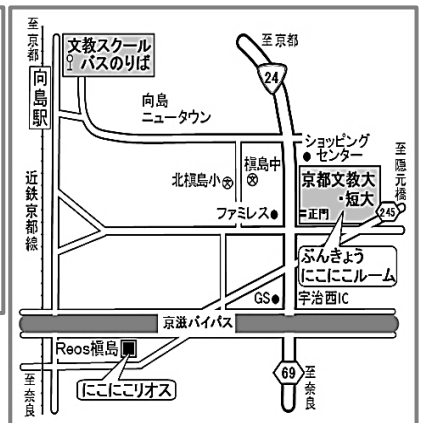 至京都
向島駅
近鉄京都線
至奈良
文教スクール
バスのりば
向島
ニュータウン
至京都
24
ショッピング
センター
至隠元橋
槇島中
北槇島小
京都文教大
・短大
正門
245
ファミレス
ぶんきょう
にこにこルーム
GS
宇治西IC
京滋バイパス
Reos槇島
にこにこリオス
69
至奈良